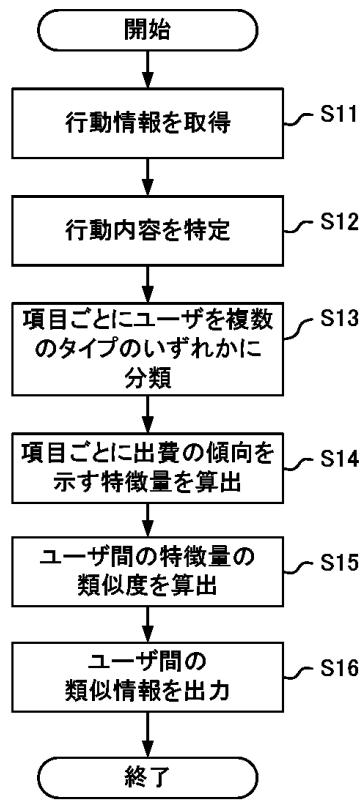 開始
行動情報を取得
S11
行動内容を特定
S12
項目ごとにユーザを複数
のタイプのいずれかに
分類
S13
項目ごとに出費の傾向を
示す特徴量を算出
S14
ユーザ間の特徴量の
類似度を算出
S15
ユーザ間の
類似情報を出力
S16
終了